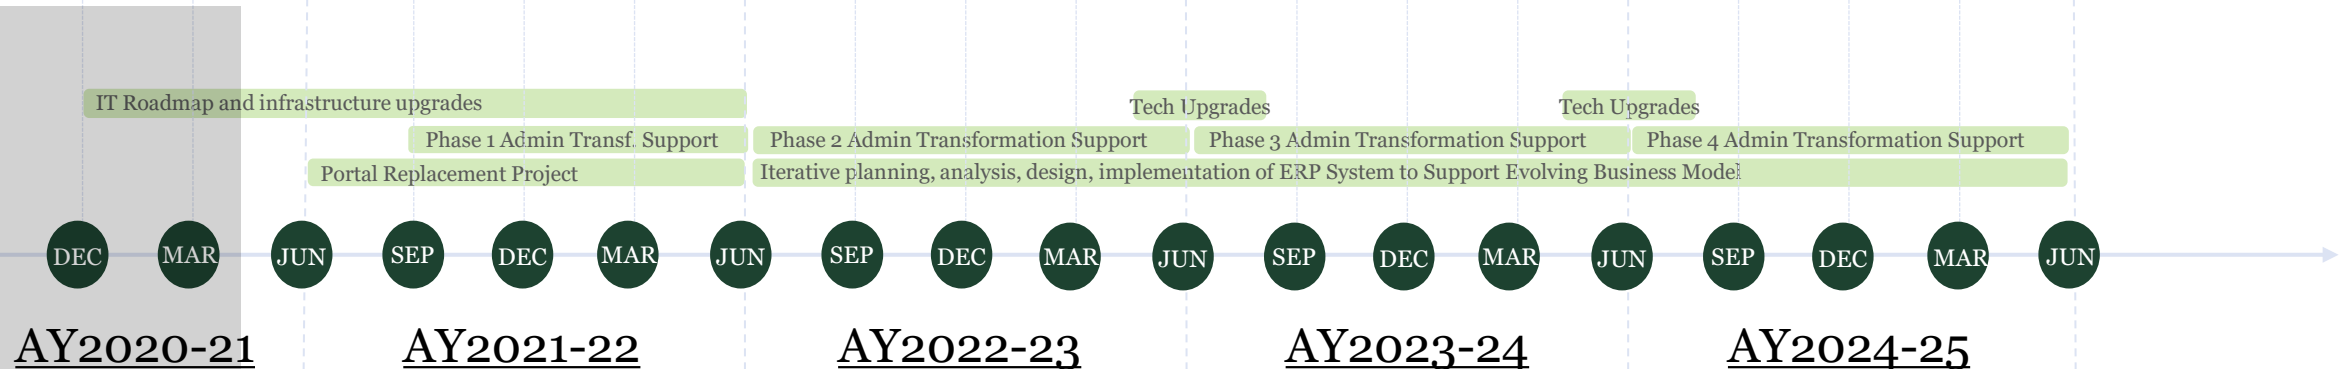 IT Roadmap and infrastructure upgrades
Tech Upgrades
Tech Upgrades
Phase 1 Admin Transf. Support
Phase 2 Admin Transformation Support
Phase 3 Admin Transformation Support
Phase 4 Admin Transformation Support
Portal Replacement Project
Iterative planning, analysis, design, implementation of ERP System to Support Evolving Business Model
DEC MAR JUN SEP DEC MAR JUN SEP DEC MAR JUN SEP DEC MAR JUN SEP DEC MAR JUN
AY2020-21 AY2021-22 AY2022-23 AY2023-24 AY2024-25